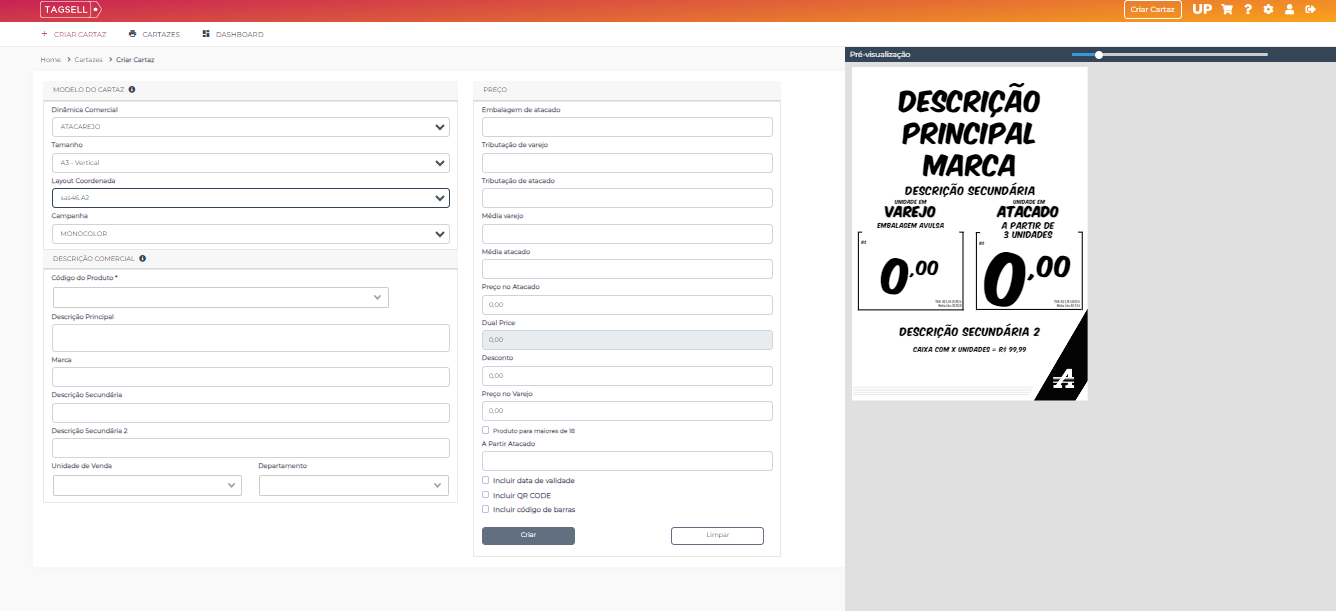 TAGSELL
Criar Cartaz
UP
?
+ CRIAR CARTAZ
CARTAZES
DASHBOARD
Home > Cartazes > Criar Cartaz
MODELO DO CARTAZ
Dinâmica Comercial
ATACAREJO
Tamanho
A3 - Vertical
Layout Coordenada
sas46.A2
Campanha
MONOCOLOR
DESCRIÇÃO COMERCIAL
Código do Produto *
Descrição Principal
Marca
Descrição Secundária
Descrição Secundária 2
Unidade de Venda
Departamento
PREÇO
Embalagem de atacado
Tributação de varejo
Tributação de atacado
Média varejo
Média atacado
Preço no Atacado
0,00
Dual Price
0,00
Desconto
0,00
Preço no Varejo
0,00
Produto para maiores de 18
A Partir Atacado
Incluir data de validade
Incluir QR CODE
Incluir código de barras
Criar
Limpar
Pré-visualização
DESCRIÇÃO
PRINCIPAL
MARCA
DESCRIÇÃO SECUNDÁRIA
UNIDADE EM
VAREJO
EMBALAGEM AVULSA
R$
0,00
UNIDADE EM
ATACADO
A PARTIR DE
3 UNIDADES
R$
0,00
DESCRIÇÃO SECUNDÁRIA 2
CAIXA COM X UNIDADES = R$ 99,99
A